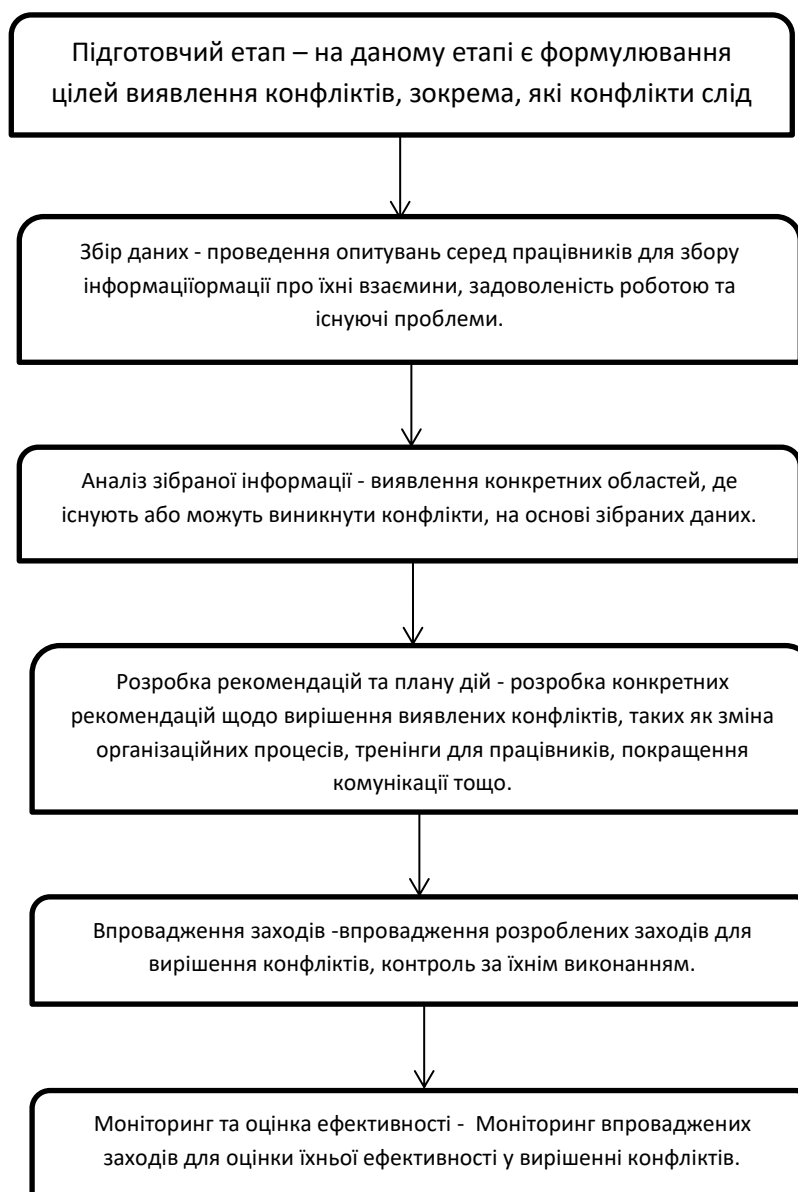 Підготовчий етап – на даному етапі є формулювання
цілей виявлення конфліктів, зокрема, які конфлікти слід
Збір даних - проведення опитувань серед працівників для збору
інформаціїормації про їхні взаємини, задоволеність роботою та
існуючі проблеми.
Аналіз зібраної інформації - виявлення конкретних областей, де
існують або можуть виникнути конфлікти, на основі зібраних даних.
Розробка рекомендацій та плану дій - розробка конкретних
рекомендацій щодо вирішення виявлених конфліктів, таких як зміна
організаційних процесів, тренінги для працівників, покращення
комунікації тощо.
Впровадження заходів -впровадження розроблених заходів для
вирішення конфліктів, контроль за їхнім виконанням.
Моніторинг та оцінка ефективності -  Моніторинг впроваджених
заходів для оцінки їхньої ефективності у вирішенні конфліктів.